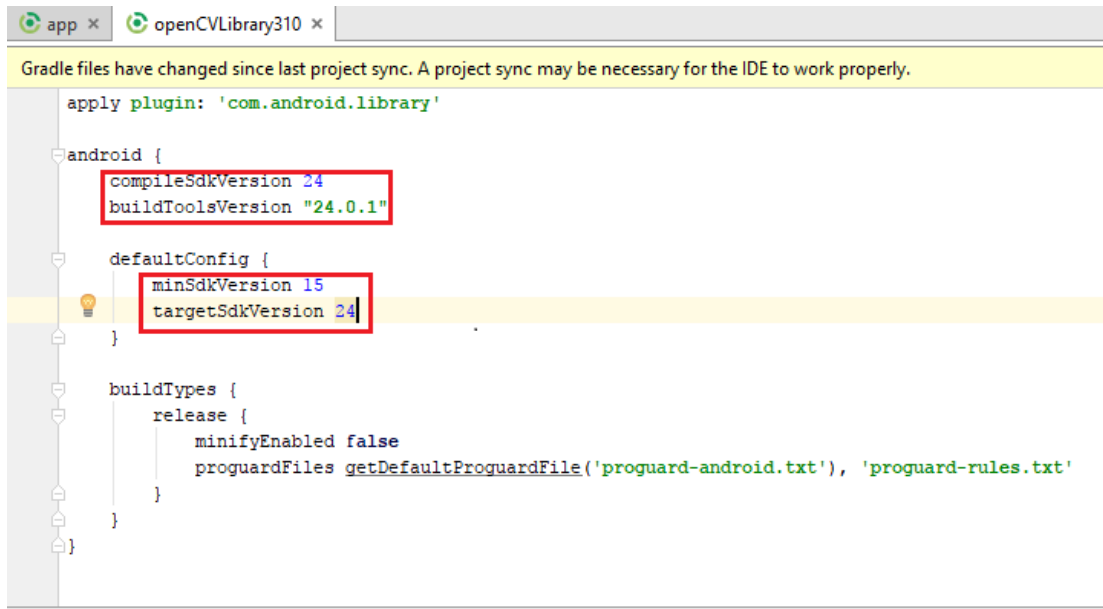 app × openCVLibrary310 ×
Gradle files have changed since last project sync. A project sync may be necessary for the IDE to work properly.
apply plugin: 'com.android.library'
android {
compileSdkVersion 24
buildToolsVersion "24.0.1"
defaultConfig {
minSdkVersion 15
targetSdkVersion 24
}
buildTypes {
release {
minifyEnabled false
proguardFiles getDefaultProguardFile('proguard-android.txt'), 'proguard-rules.txt'
}
}
}